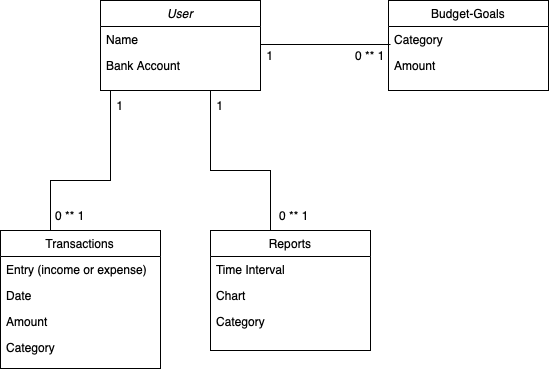 User
Name
Bank Account
1
0 ** 1
Budget-Goals
Category
Amount
1
1
0 ** 1
0 ** 1
Transactions
Entry (income or expense)
Date
Amount
Category
Reports
Time Interval
Chart
Category